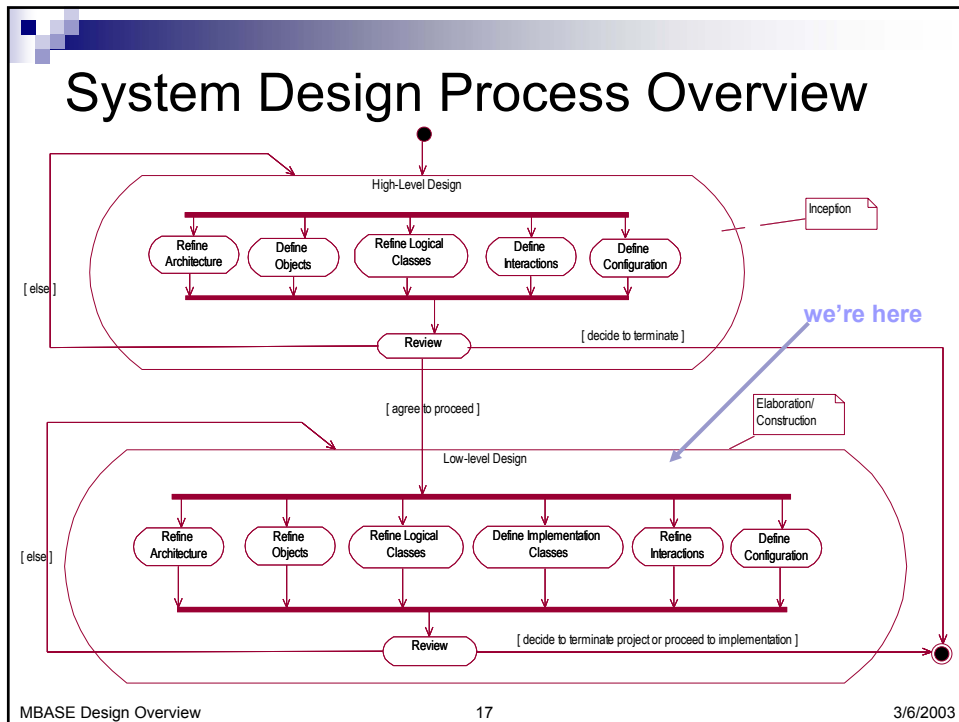 System Design Process Overview
High-Level Design
Inception
Refine
Architecture
Define
Objects
Refine Logical
Classes
Define
Interactions
Define
Configuration
[ else ]
we're here
Review
[ decide to terminate ]
[ agree to proceed ]
Elaboration/
Construction
Low-level Design
Refine
Architecture
Refine
Objects
Refine Logical
Classes
Define Implementation
Classes
Refine
Interactions
Define
Configuration
[ else ]
Review
[ decide to terminate project or proceed to implementation ]
MBASE Design Overview
17
3/6/2003